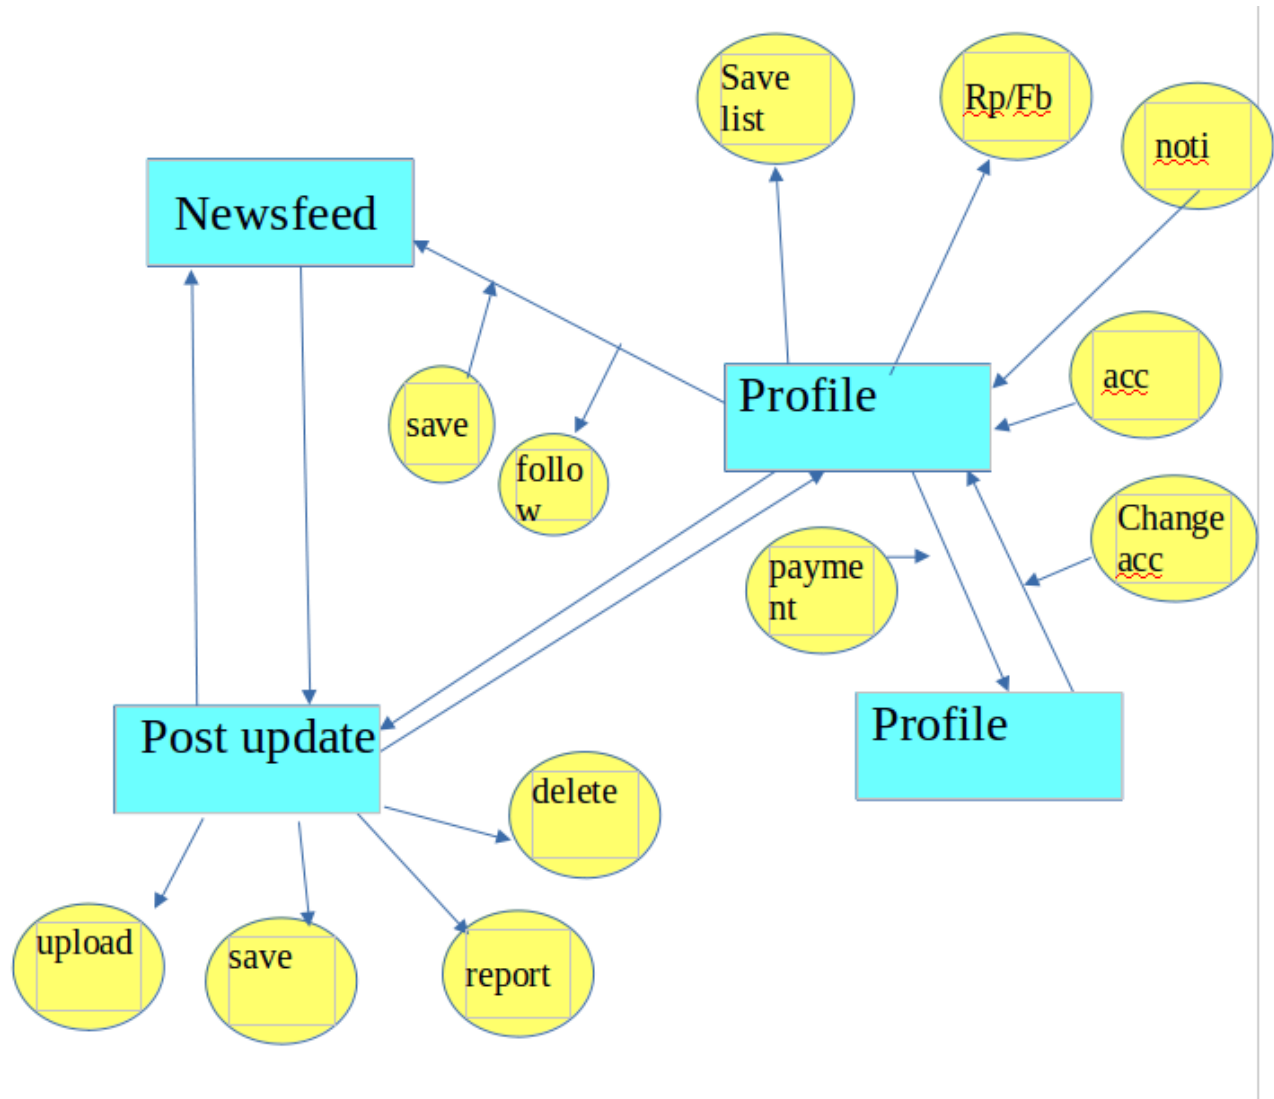 Save
list
Rp/Fb
noti
Newsfeed
acc
Profile
save
follo
w
Change
acc
payme
nt
Profile
Post update
delete
upload
save
report